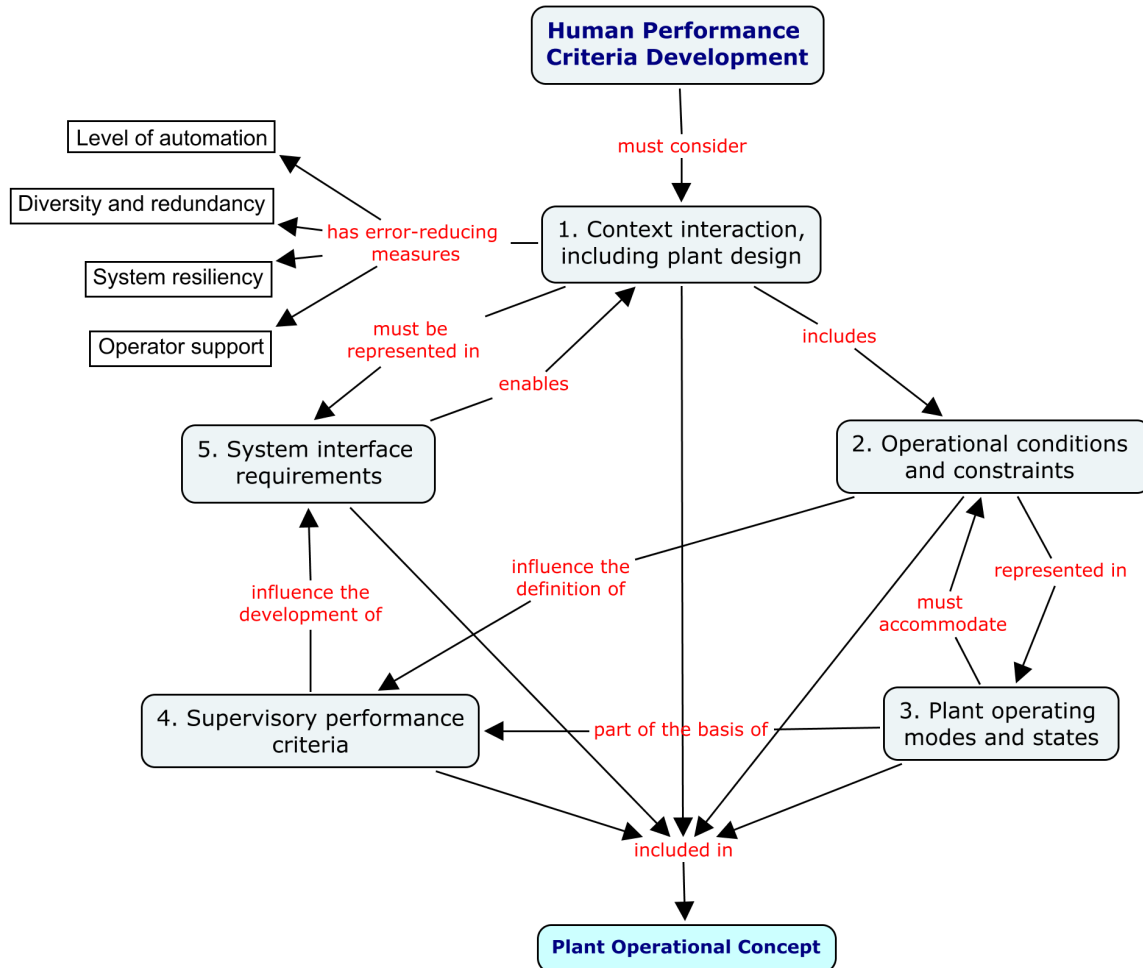 Human Performance
Criteria Development
must consider
Level of automation
Diversity and redundancy
System resiliency
Operator support
has error-reducing
measures
1. Context interaction,
including plant design
must be
represented in
enables
includes
5. System interface
requirements
2. Operational conditions
and constraints
influence the
development of
influence the
definition of
represented in
must
accommodate
4. Supervisory performance
criteria
part of the basis of
3. Plant operating
modes and states
included in
Plant Operational Concept